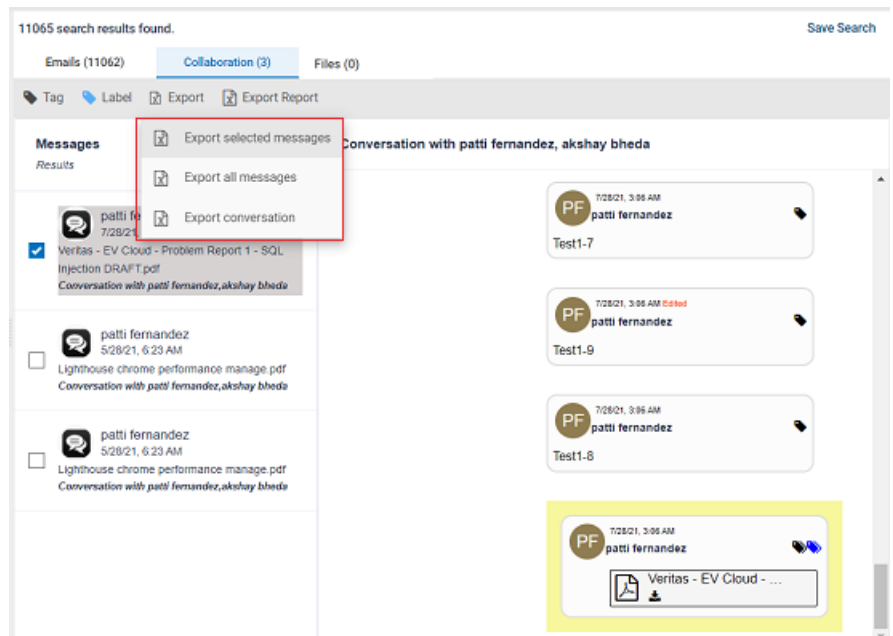 11065 search results found.
Save Search
Emails (11062)
Collaboration (3)
Files (0)
Tag
Label
Export
Export Report
Export selected messages
Export all messages
Export conversation
Messages
Results
patti fe
7/28/21
Veritas - EV Cloud - Problem Report 1 - SQL
Injection DRAFT.pdf
Conversation with patti fernandez,akshay bheda
patti fernandez
5/28/21, 6:23 AM
Lighthouse chrome performance manage.pdf
Conversation with patti fernandez,akshay bheda
patti fernandez
5/28/21, 6:23 AM
Lighthouse chrome performance manage.pdf
Conversation with patti fernandez,akshay bheda
Conversation with patti fernandez, akshay bheda
PF
7/28/21, 3:06 AM
patti fernandez
Test1-7
PF
7/28/21, 3:06 AM Edited
patti fernandez
Test1-9
PF
7/28/21, 3:06 AM
patti fernandez
Test1-8
PF
7/28/21, 3:06 AM
patti fernandez
Veritas - EV Cloud - ...